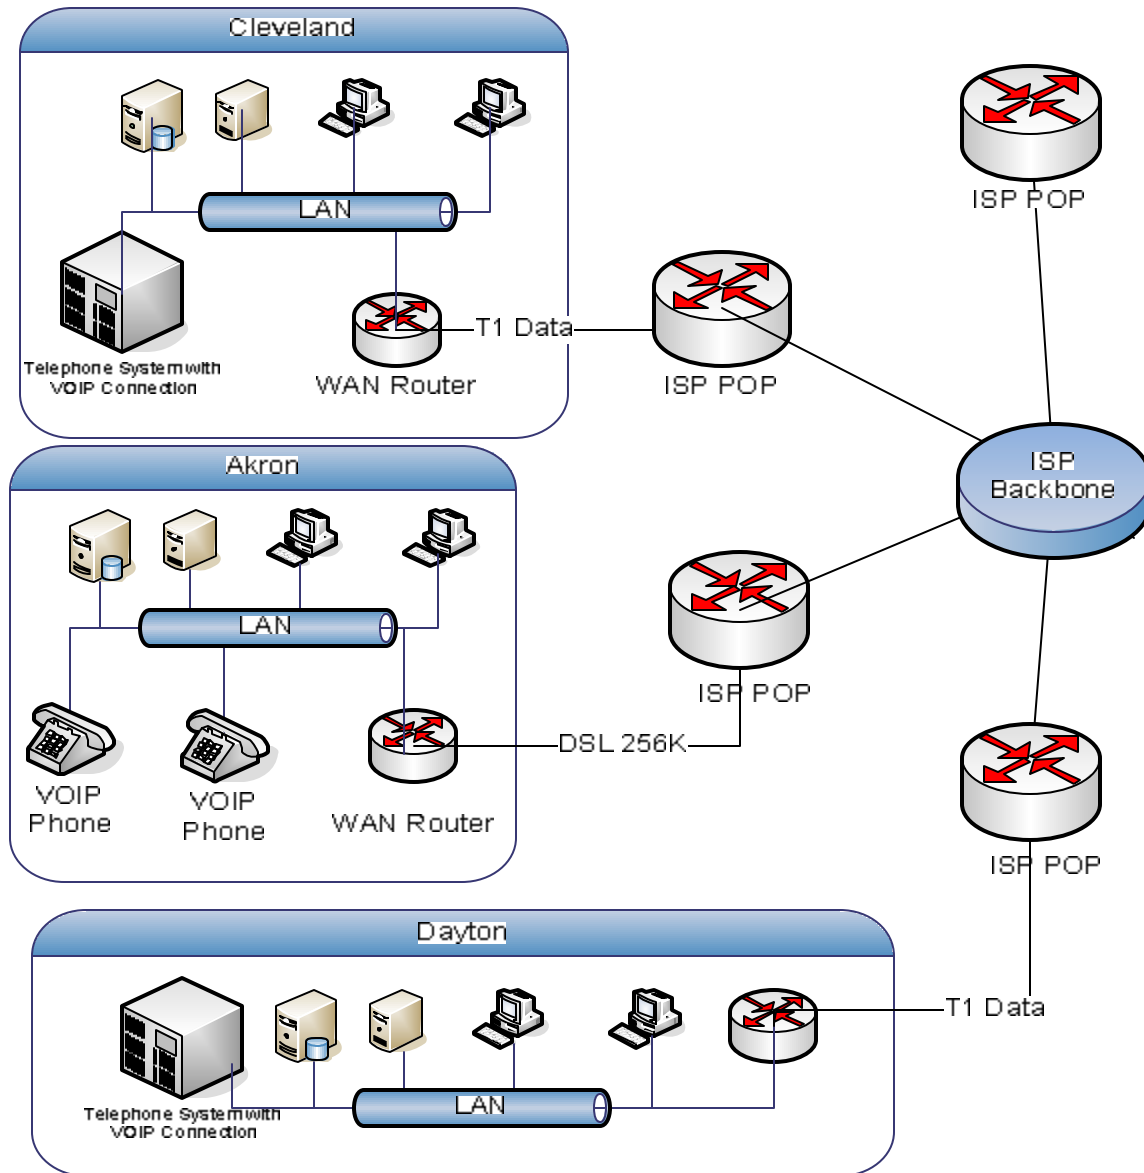 Cleveland
LAN
Telephone System with
VOIP Connection
WAN Router
T1 Data
ISP POP
ISP POP
ISP
Backbone
Akron
LAN
VOIP
Phone
VOIP
Phone
WAN Router
DSL 256K
ISP POP
ISP POP
Dayton
Telephone System with
VOIP Connection
LAN
T1 Data